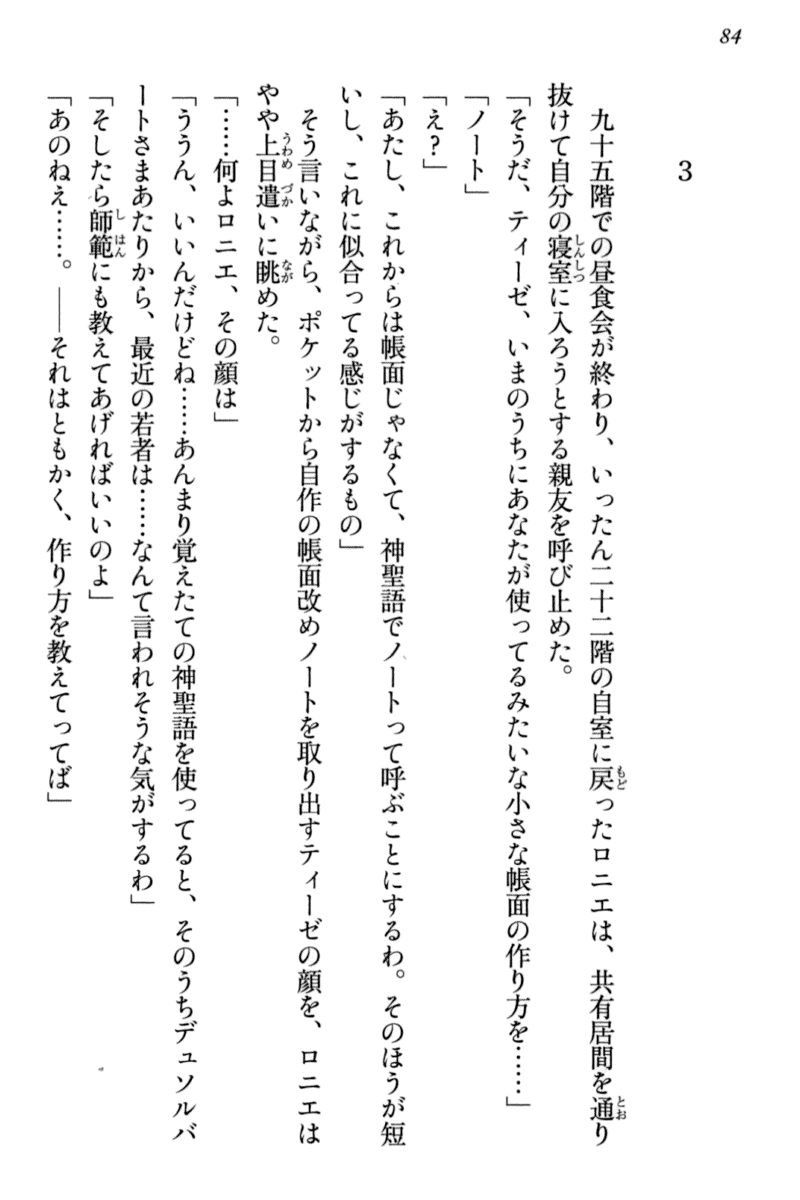 84
3
九十五階での昼食会が終わり、いったん二十二階の自室に戻ったロニエは、共有居間を通り
抜けて自分の寝室に入ろうとする親友を呼び止めた。
「そうだ、ティーゼ、いまのうちにあなたが使ってるみたいな小さな帳面の作り方を……」
「ノート」
「え?」
「あたし、これからは帳面じゃなくて、神聖語でノートって呼ぶことにするわ。そのほうが短
いし、これに似合ってる感じがするもの」
そう言いながら、ポケットから自作の帳面改めノートを取り出すティーゼの顔を、ロニエは
やや上目遣いに眺めた。
「……何よロニエ、その顔は」
「ううん、いいんだけどね……あんまり覚えたての神聖語を使ってると、そのうちデュソルバ
ートさまあたりから、最近の若者は……なんて言われそうな気がするわ」
「そしたら師範にも教えてあげればいいのよ」
「あのねえ……。――それはともかく、作り方を教えてってば」